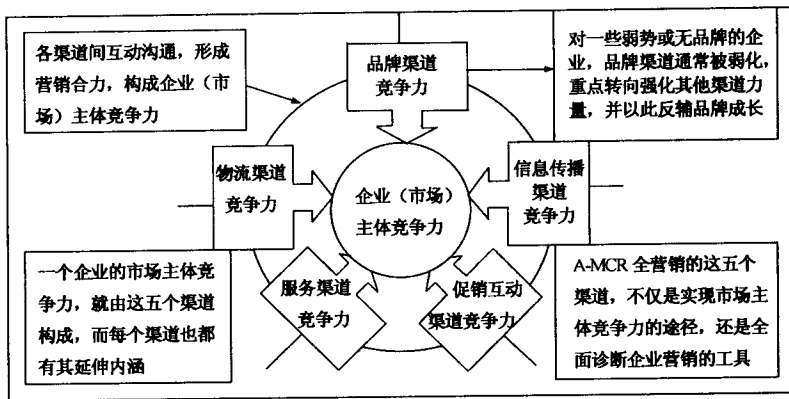 各渠道间互动沟通，形成
营销合力，构成企业（市
场）主体竞争力
品牌渠道
竞争力
对一些弱势或无品牌的企
业，品牌渠道通常被弱化，
重点转向强化其他渠道力
量，并以此反辅品牌成长
物流渠道
竞争力
企业（市场）
主体竞争力
信息传播
渠道
竞争力
服务渠道
竞争力
促销互动
渠道竞争力
一个企业的市场主体竞
争力，就由这五个渠道
构成，而每个渠道也都
有其延伸内涵
A-MCR 全营销的这五个
渠道，不仅是实现市场主
体竞争力的途径，还是全
面诊断企业营销的工具